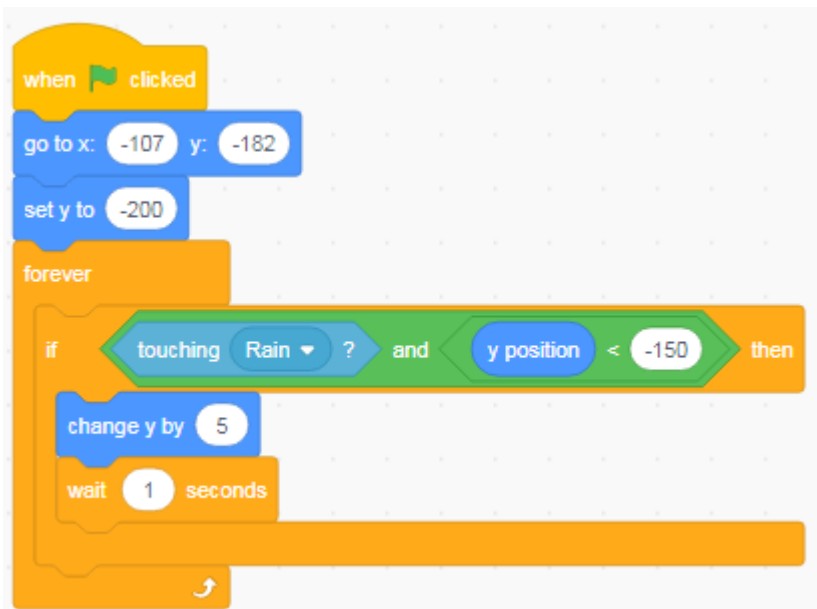 when clicked
go to x: -107 y: -182
set y to -200
forever
if touching Rain ? and y position < -150 then
change y by 5
wait 1 seconds